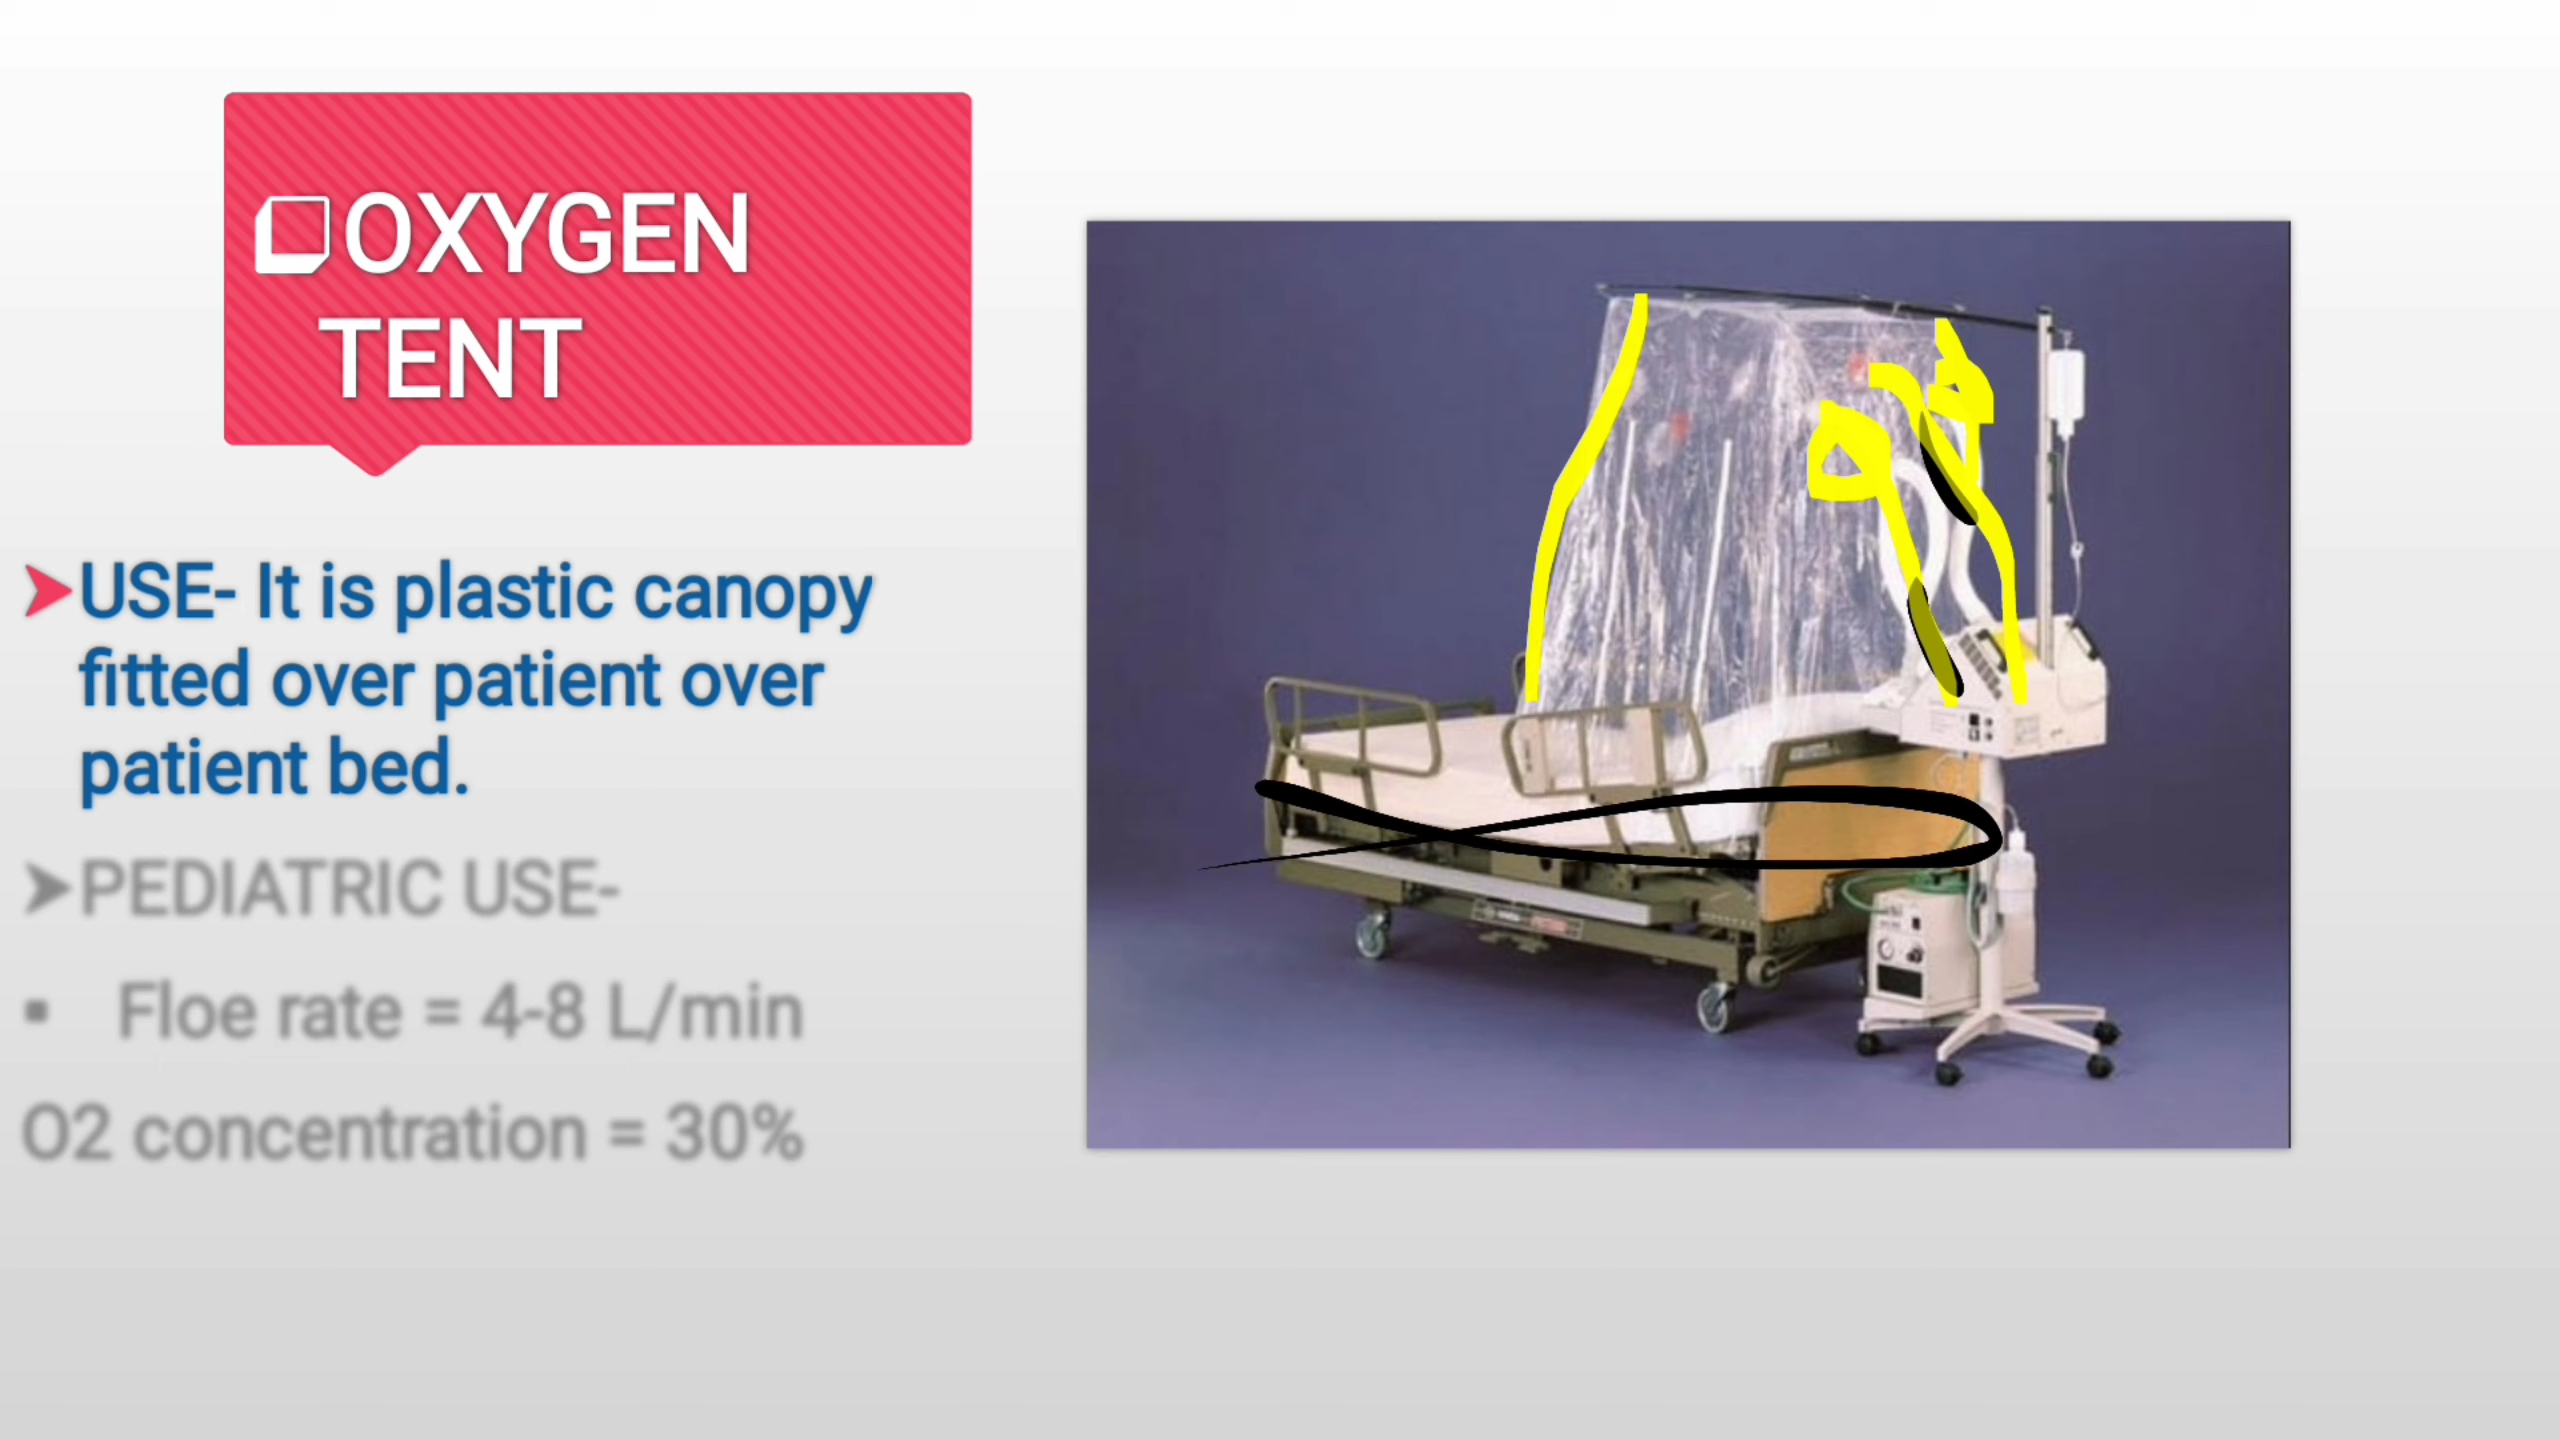 OXYGEN
TENT
USE- It is plastic canopy
fitted over patient over
patient bed.
PEDIATRIC USE-
Floe rate = 4-8 L/min
O2 concentration = 30%